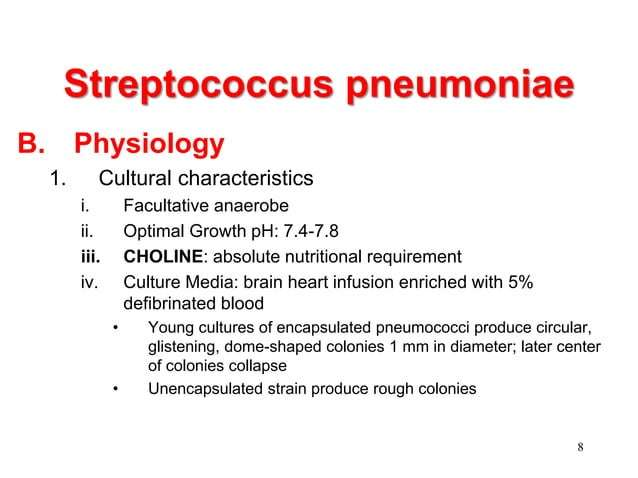 Streptococcus pneumoniae
B. Physiology
1. Cultural characteristics
i. Facultative anaerobe
ii. Optimal Growth pH: 7.4-7.8
iii. CHOLINE: absolute nutritional requirement
iv. Culture Media: brain heart infusion enriched with 5%
defibrinated blood
• Young cultures of encapsulated pneumococci produce circular,
glistening, dome-shaped colonies 1 mm in diameter; later center
of colonies collapse
• Unencapsulated strain produce rough colonies
8